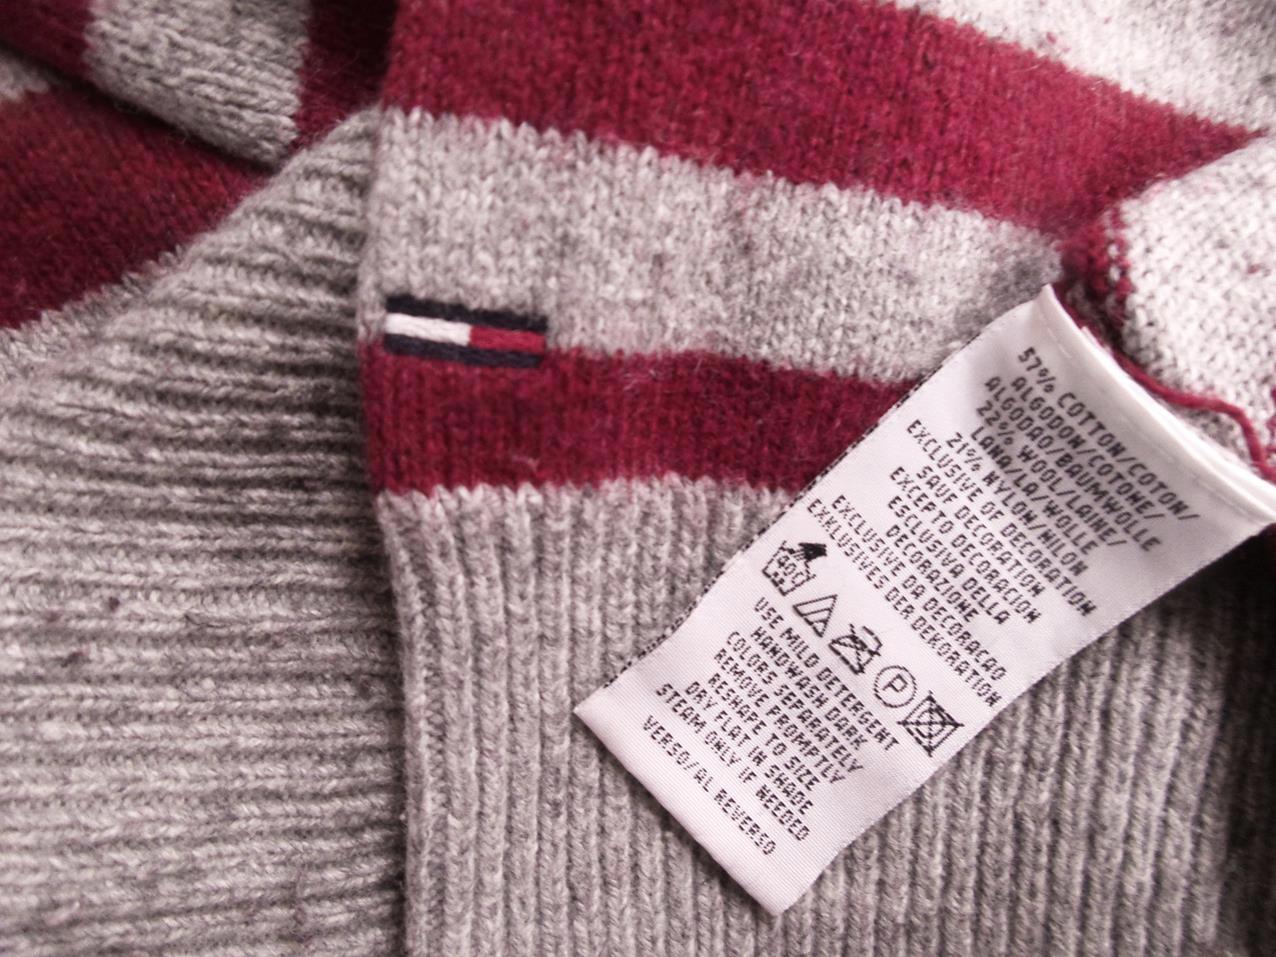 57% COTTON/COTON/
ALGODON/COTONE/
ALGODAO/BAUMWOLLE
22% WOOL/LAINE/
LANA/LA/WOLLE
21% NYLON/NILON
EXCLUSIVE OF DECORATION
SAUF DECORATION
EXCEPTO DECORACION
ESCLUSIVA DELLA
DECORAZIONE
EXCLUSIVE DA DECORACAO
EXKLUSIVES DER DEKORATION
40C
P
USE MILD DETERGENT
HANDWASH DARK
COLORS SEPARATELY
REMOVE PROMPTLY
RESHAPE TO SIZE
DRY FLAT IN SHADE
STEAM ONLY IF NEEDED
VERSO/AL REVERSO